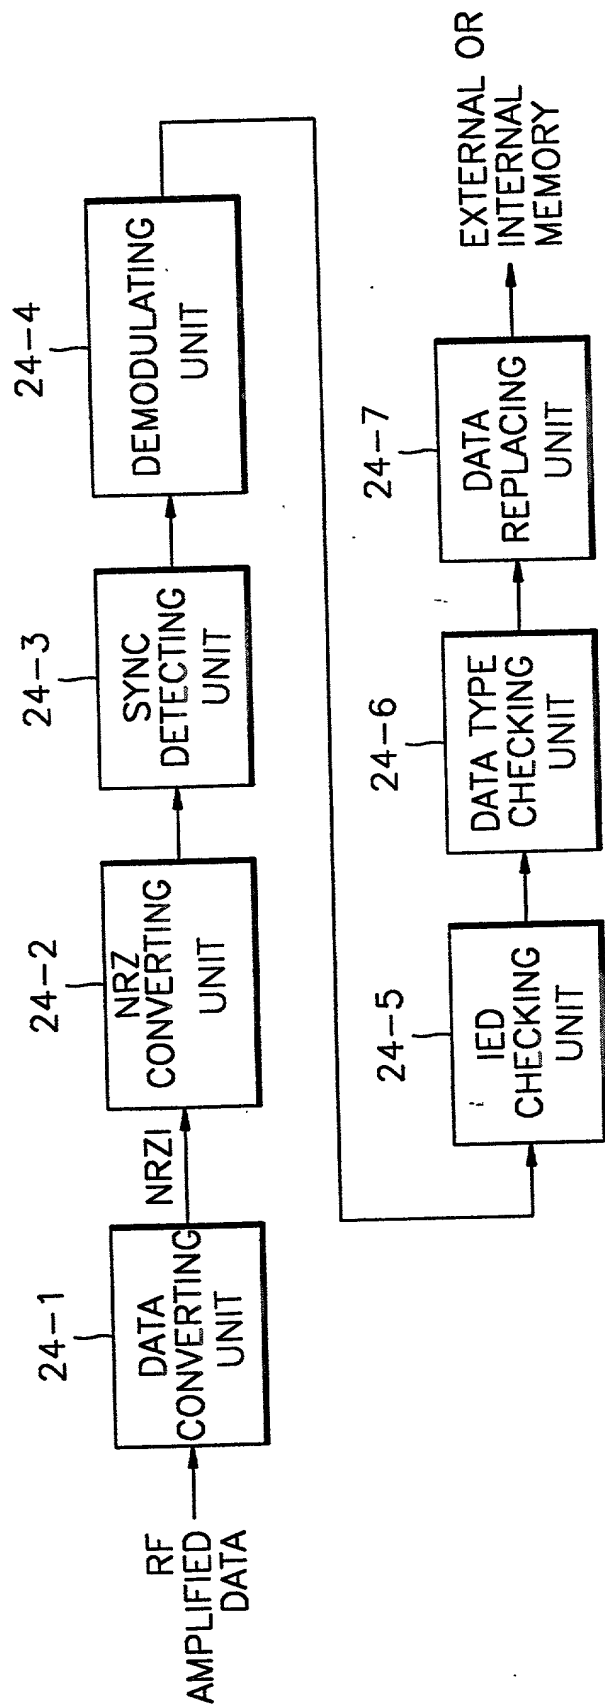 RF
AMPLIFIED
DATA
24-1
DATA
CONVERTING
UNIT
NRZI
24-2
NRZ
CONVERTING
UNIT
24-3
SYNC
DETECTING
UNIT
24-4
DEMODULATING
UNIT
24-5
IED
CHECKING
UNIT
24-6
DATA TYPE
CHECKING
UNIT
24-7
DATA
REPLACING
UNIT
EXTERNAL OR
INTERNAL
MEMORY